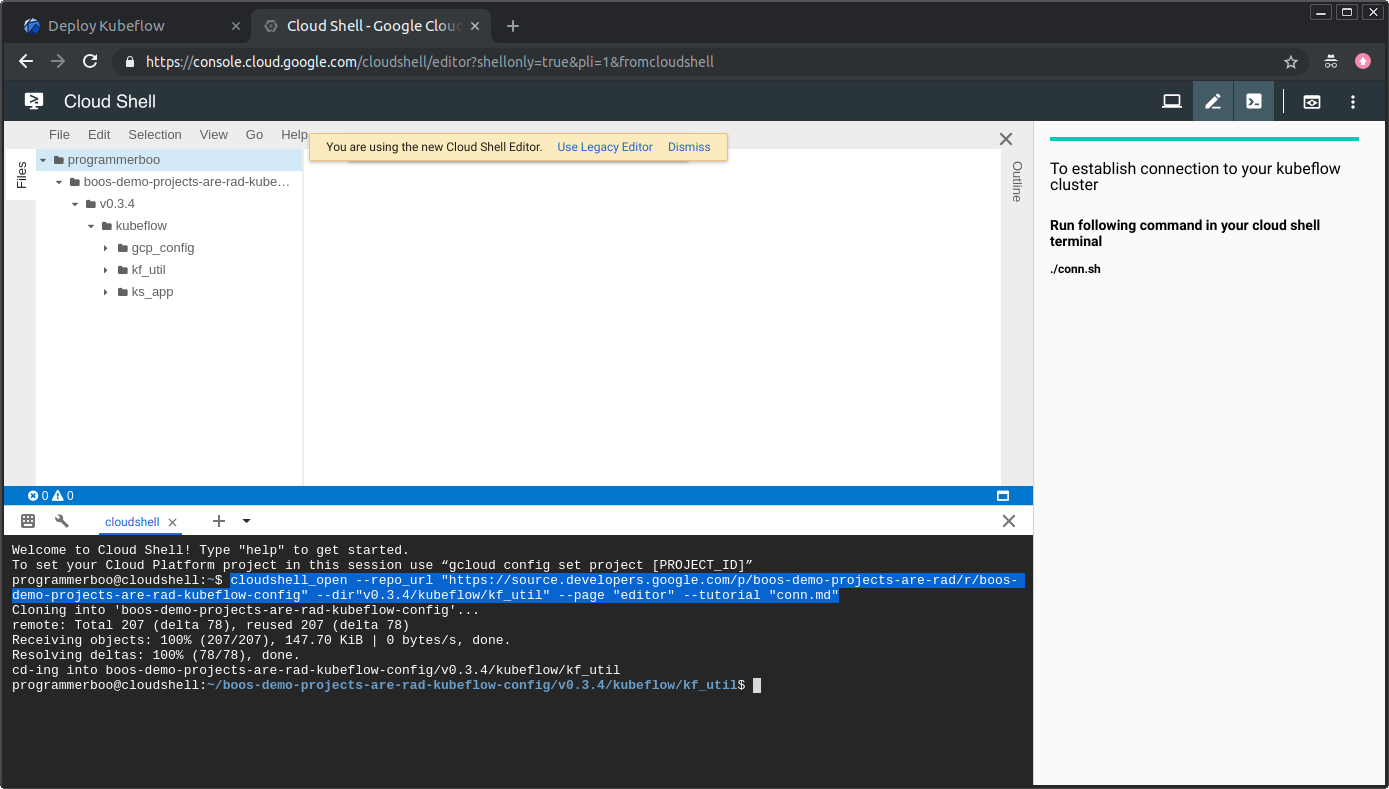 Deploy Kubeflow
Cloud Shell - Google Clou
https://console.cloud.google.com/cloudshell/editor?shellonly=true&pli=1&fromcloudshell
Cloud Shell
File Edit Selection View Go Help
You are using the new Cloud Shell Editor. Use Legacy Editor Dismiss
Files
programmerboo
boos-demo-projects-are-rad-kube…
v0.3.4
kubeflow
gcp_config
kf_util
ks_app
Outline
0 0
cloudshell
Welcome to Cloud Shell! Type "help" to get started.
To set your Cloud Platform project in this session use “gcloud config set project [PROJECT_ID]”
programmerboo@cloudshell:~$ cloudshell_open --repo_url "https://source.developers.google.com/p/boos-demo-projects-are-rad/r/boos-
demo-projects-are-rad-kubeflow-config" --dir"v0.3.4/kubeflow/kf_util" --page "editor" --tutorial "conn.md"
Cloning into 'boos-demo-projects-are-rad-kubeflow-config'...
remote: Total 207 (delta 78), reused 207 (delta 78)
Receiving objects: 100% (207/207), 147.70 KiB | 0 bytes/s, done.
Resolving deltas: 100% (78/78), done.
cd-ing into boos-demo-projects-are-rad-kubeflow-config/v0.3.4/kubeflow/kf_util
programmerboo@cloudshell:~/boos-demo-projects-are-rad-kubeflow-config/v0.3.4/kubeflow/kf_util$
To establish connection to your kubeflow
cluster
Run following command in your cloud shell
terminal
./conn.sh